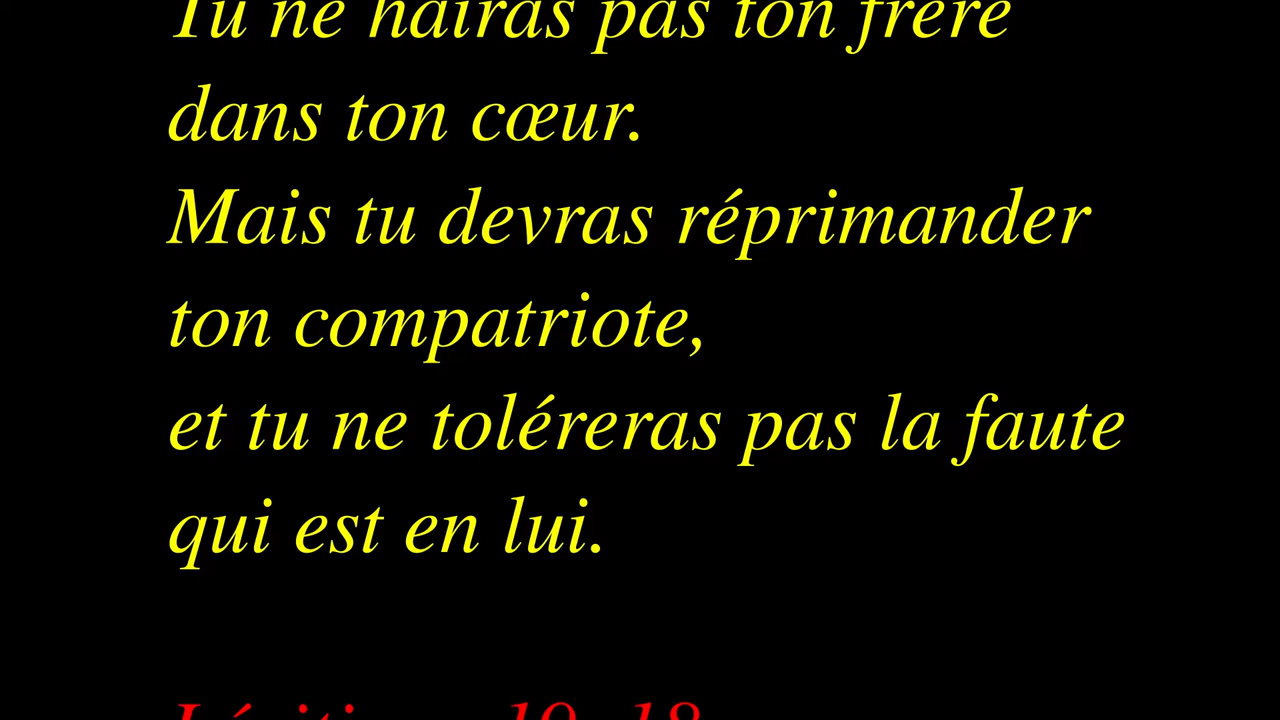 Tu ne haïras pas ton frère
dans ton cœur.
Mais tu devras réprimander
ton compatriote,
et tu ne toléreras pas la faute
qui est en lui.